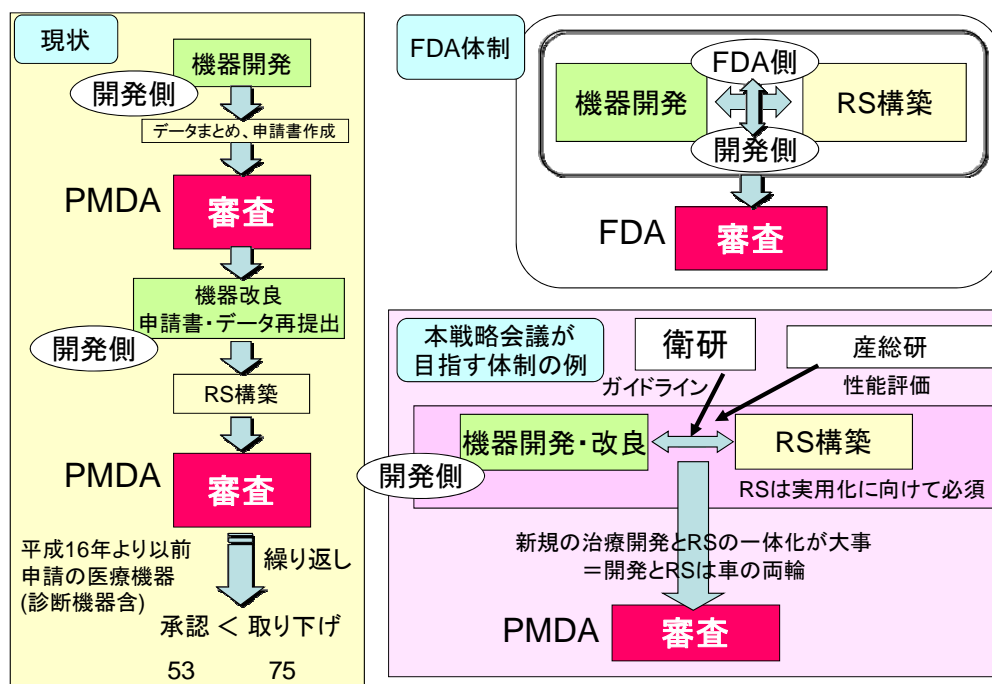 現状
機器開発
開発側
データまとめ、申請書作成
PMDA
審査
機器改良
申請書・データ再提出
開発側
RS構築
PMDA
審査
平成16年より以前
申請の医療機器
(診断機器含)
繰り返し
承認 < 取り下げ
53 75
FDA体制
FDA側
機器開発
RS構築
開発側
FDA
審査
本戦略会議が
目指す体制の例
衛研
産総研
ガイドライン
性能評価
機器開発・改良
RS構築
開発側
RSは実用化に向けて必須
新規の治療開発とRSの一体化が大事
=開発とRSは車の両輪
PMDA
審査